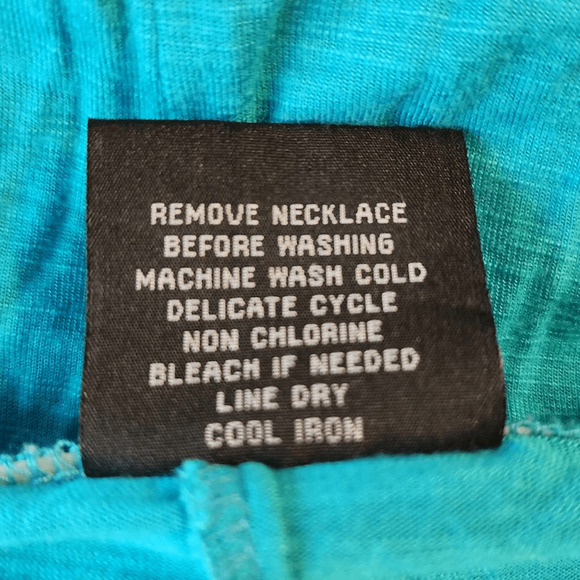 REMOVE NECKLACE
BEFORE WASHING
MACHINE WASH COLD
DELICATE CYCLE
NON CHLORINE
BLEACH IF NEEDED
LINE DRY
COOL IRON